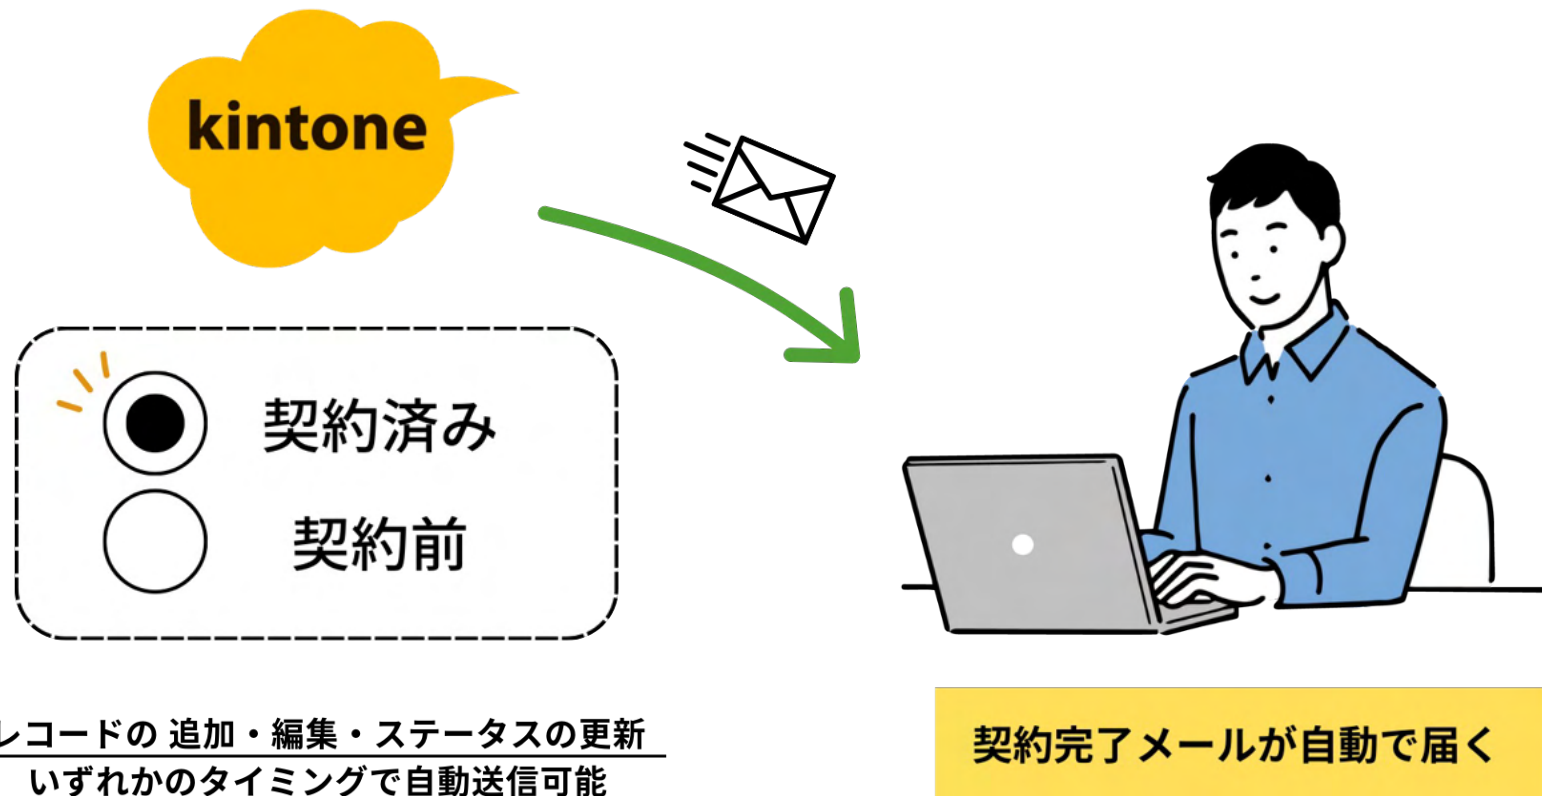 kintone
契約済み
契約前
レコードの 追加・編集・ステータスの更新
いずれかのタイミングで自動送信可能
契約完了メールが自動で届く